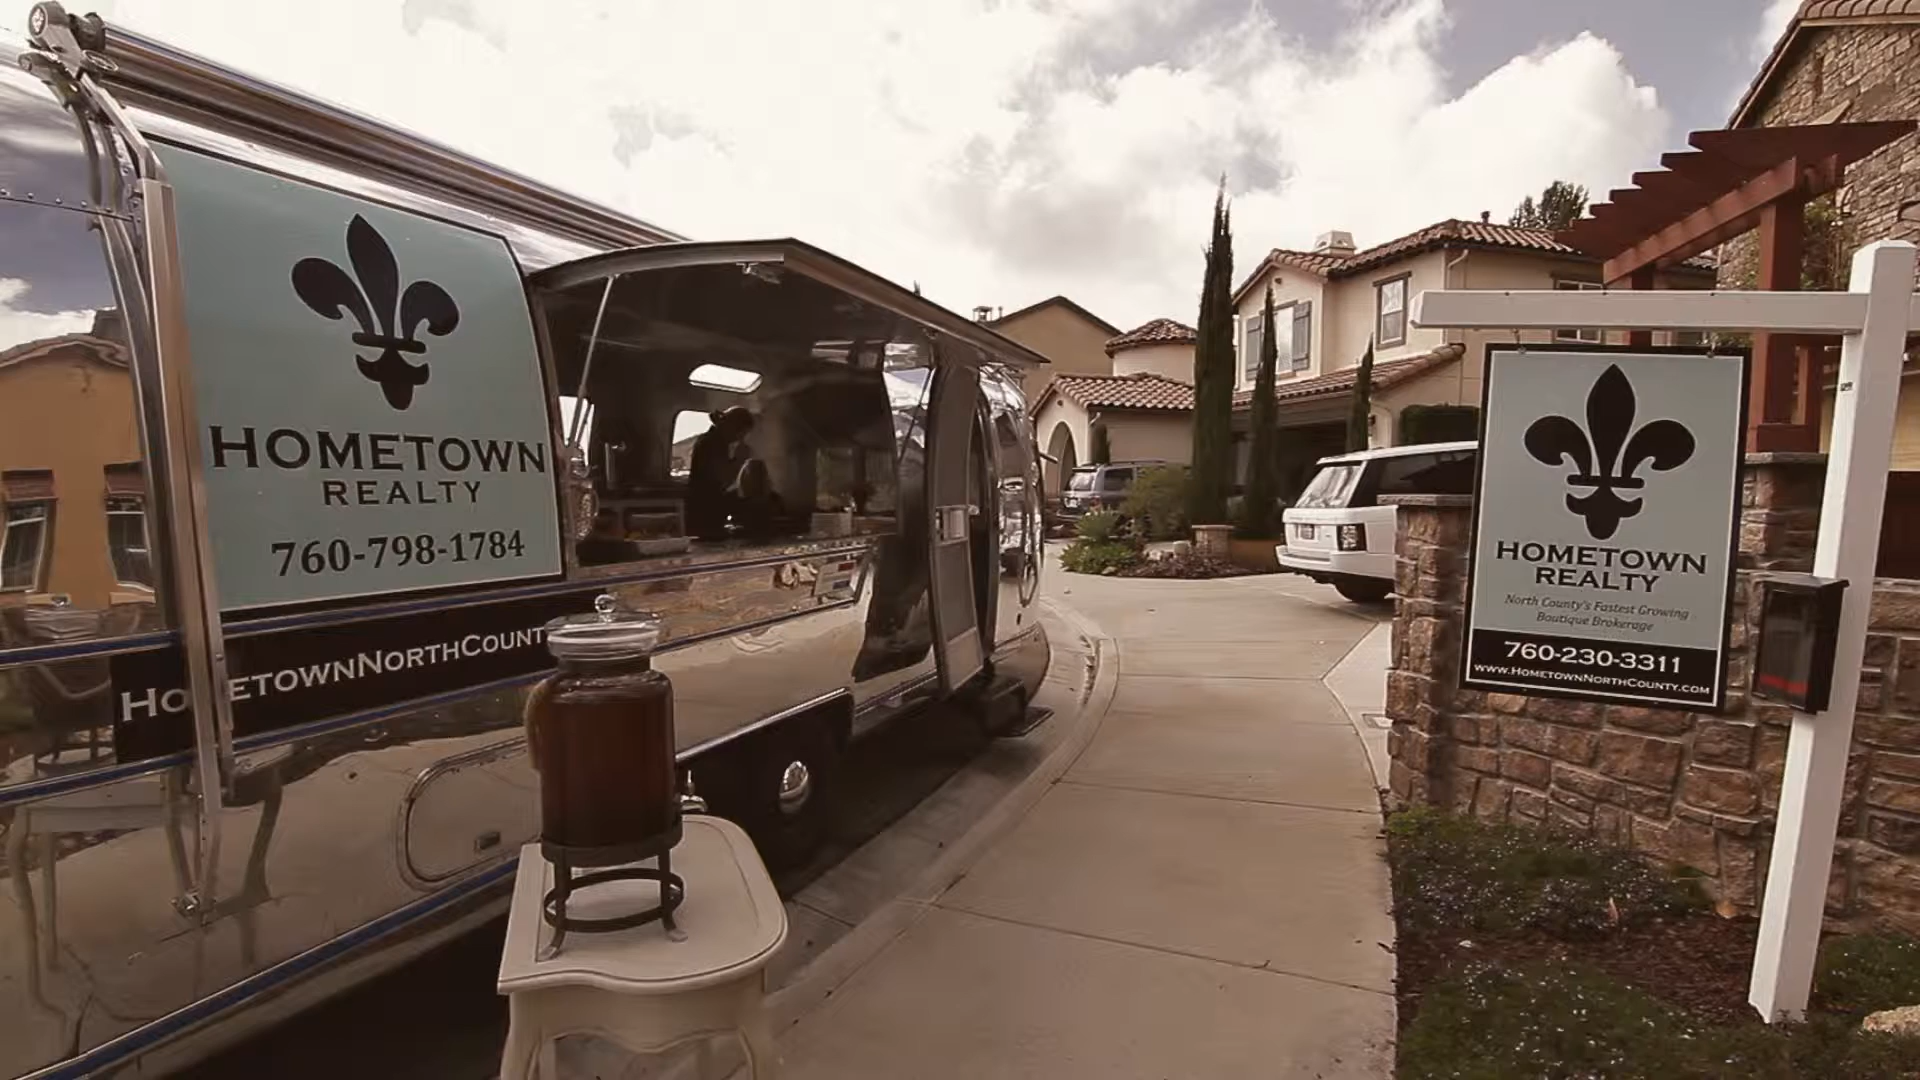 HOMETOWN
REALTY
760-798-1784
HOMETOWNNORTHCOUNT
HOMETOWN
REALTY
North County's Fastest Growing
Boutique Brokerage
760-230-3311
www.HometownNorthCounty.com